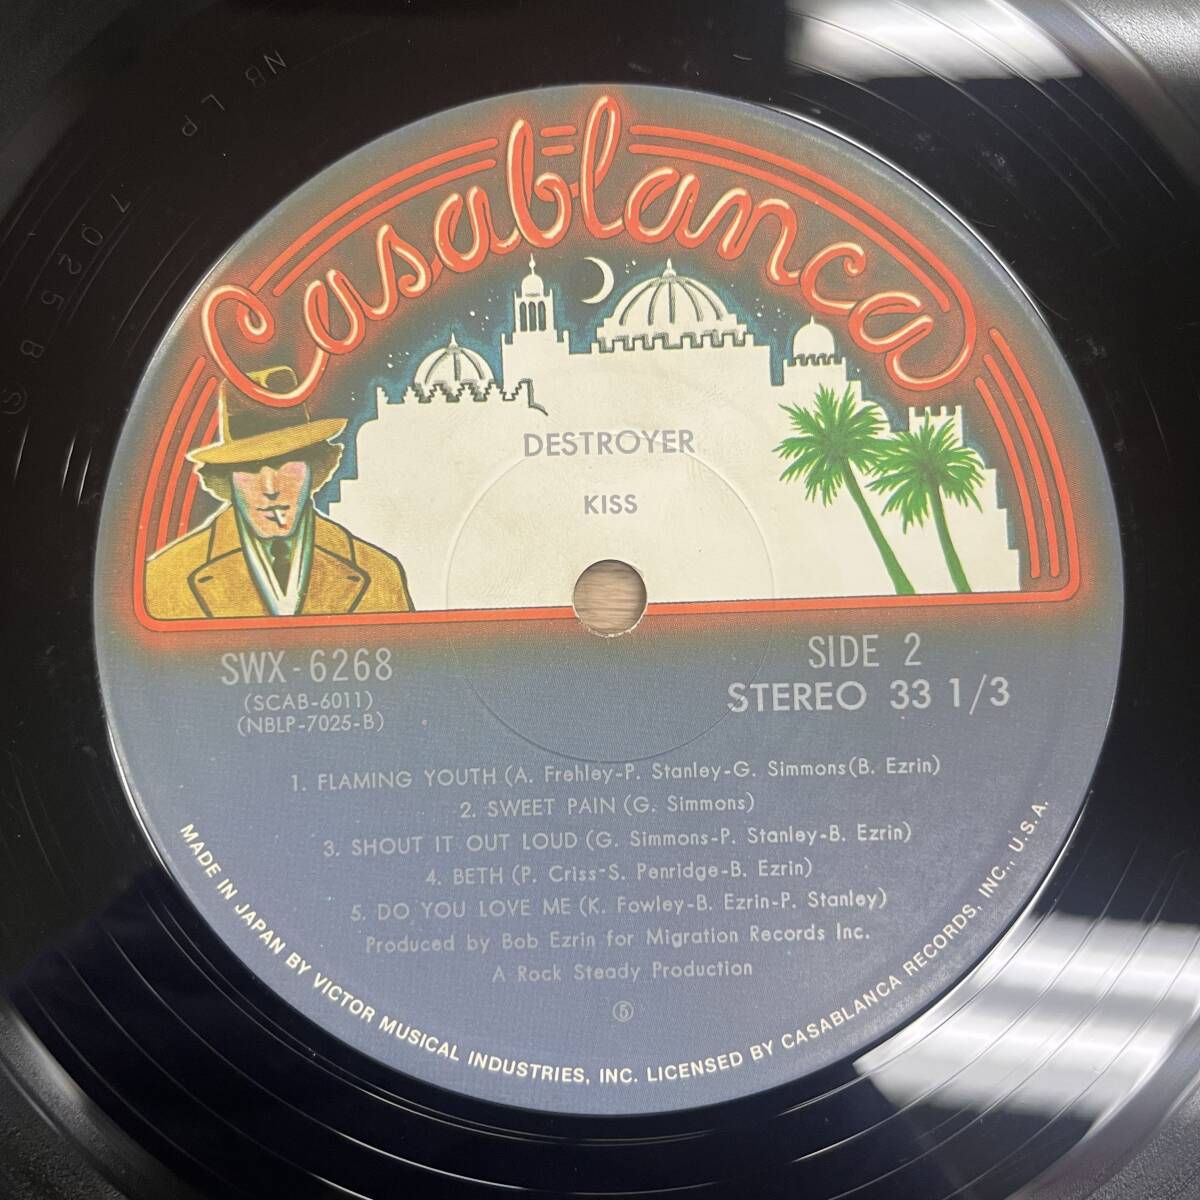 Casablanca
DESTROYER
KISS
SWX-6268
(SCAB-6011)
(NBLP-7025-B)
SIDE 2
STEREO 33 1/3
1. FLAMING YOUTH (A. Frehley-P. Stanley-G. Simmons(B. Ezrin)
2. SWEET PAIN (G. Simmons)
3. SHOUT IT OUT LOUD (G. Simmons-P. Stanley-B. Ezrin)
4. BETH (P. Criss-S. Penridge-B. Ezrin)
5. DO YOU LOVE ME (K. Fowley-B. Ezrin-P. Stanley)
Produced by Bob Ezrin for Migration Records Inc.
A Rock Steady Production
⑤
MADE IN JAPAN BY VICTOR MUSICAL INDUSTRIES, INC. LICENSED BY CASABLANCA RECORDS, INC., U.S.A.
NBLP 7025 B Ⓢ